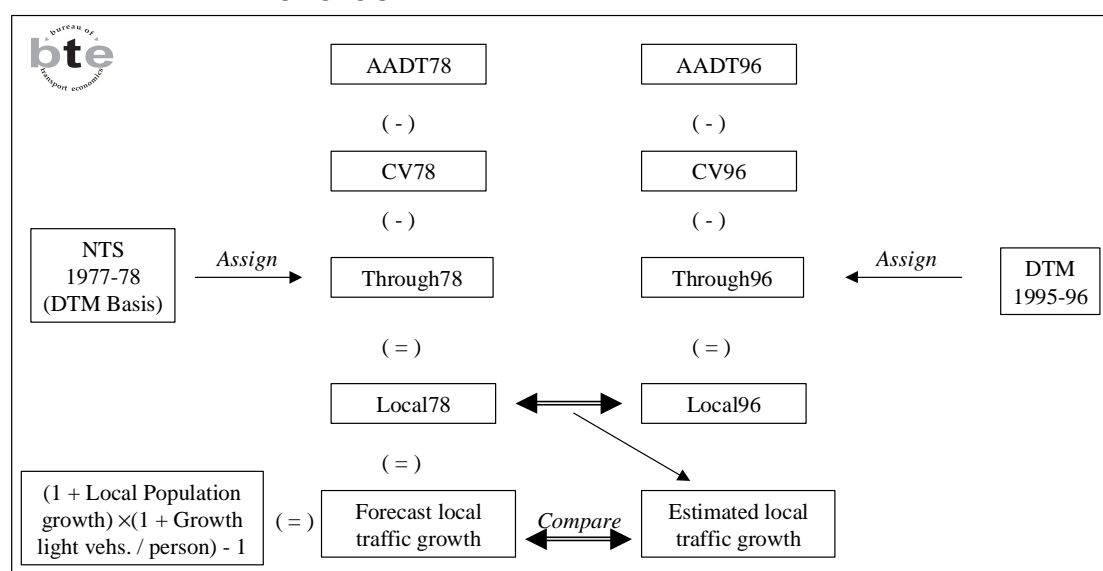 bureau of
bte
transport economics
AADT78
AADT96
( - )
( - )
CV78
CV96
( - )
( - )
NTS
1977-78
(DTM Basis)
Assign
Through78
Through96
Assign
DTM
1995-96
( = )
( = )
Local78
Local96
( = )
(1 + Local Population
growth) ×(1 + Growth
light vehs. / person) - 1
( = )
Forecast local
traffic growth
Compare
Estimated local
traffic growth